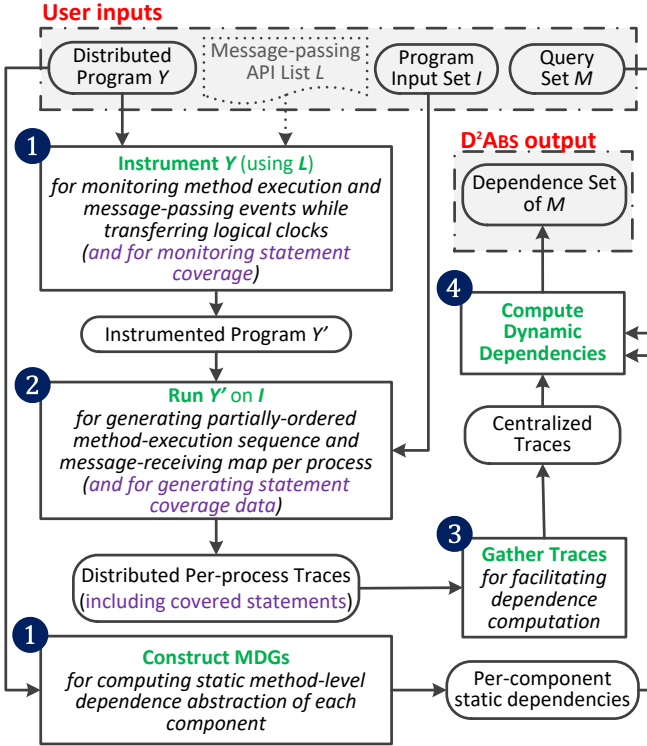 User inputs
Distributed
Program Y
Message-passing
API List L
Program
Input Set I
Query
Set M
1
Instrument Y (using L)
for monitoring method execution and
message-passing events while
transferring logical clocks
(and for monitoring statement
coverage)
D²ABS output
Dependence Set
of M
Instrumented Program Y'
4
Compute
Dynamic
Dependencies
2
Run Y' on I
for generating partially-ordered
method-execution sequence and
message-receiving map per process
(and for generating statement
coverage data)
Centralized
Traces
Distributed Per-process Traces
(including covered statements)
3
Gather Traces
for facilitating
dependence
computation
1
Construct MDGs
for computing static method-level
dependence abstraction of each
component
Per-component
static dependencies